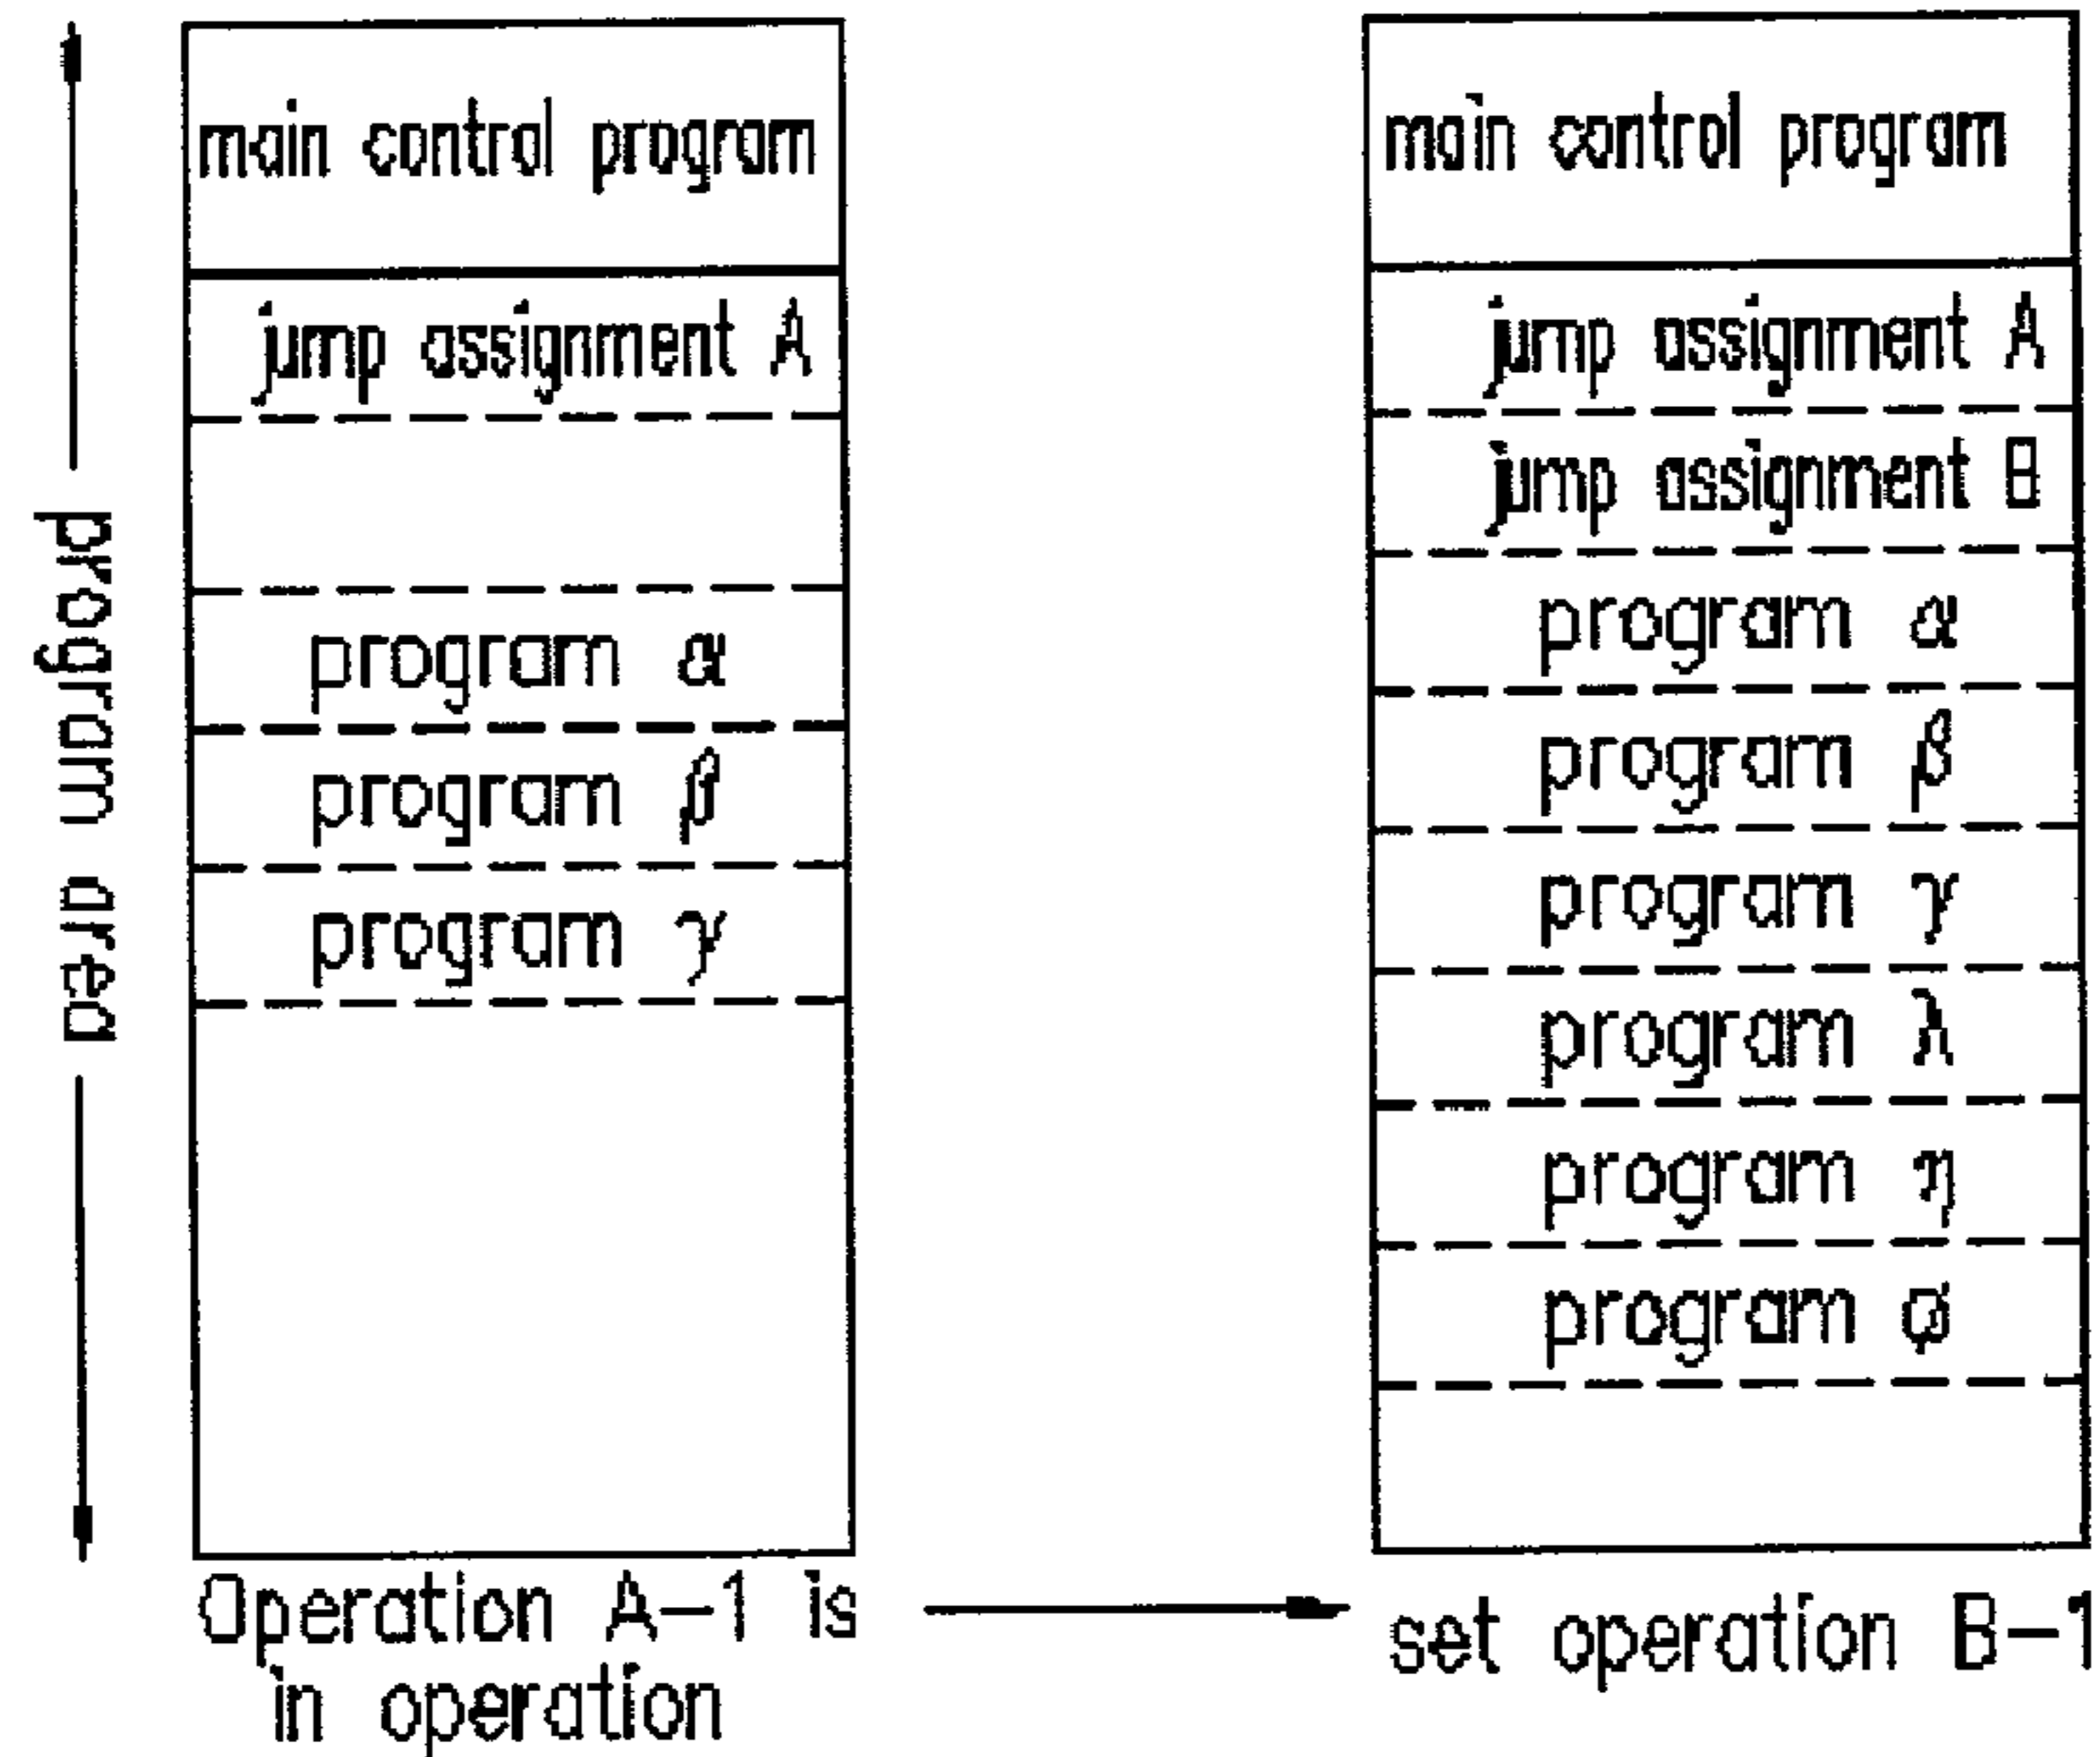 program area
main control program
jump assignment A
program α
program β
program γ
Operation A-1 is
in operation
main control program
jump assignment A
jump assignment B
program α
program β
program γ
program λ
program η
program ø
set operation B-1